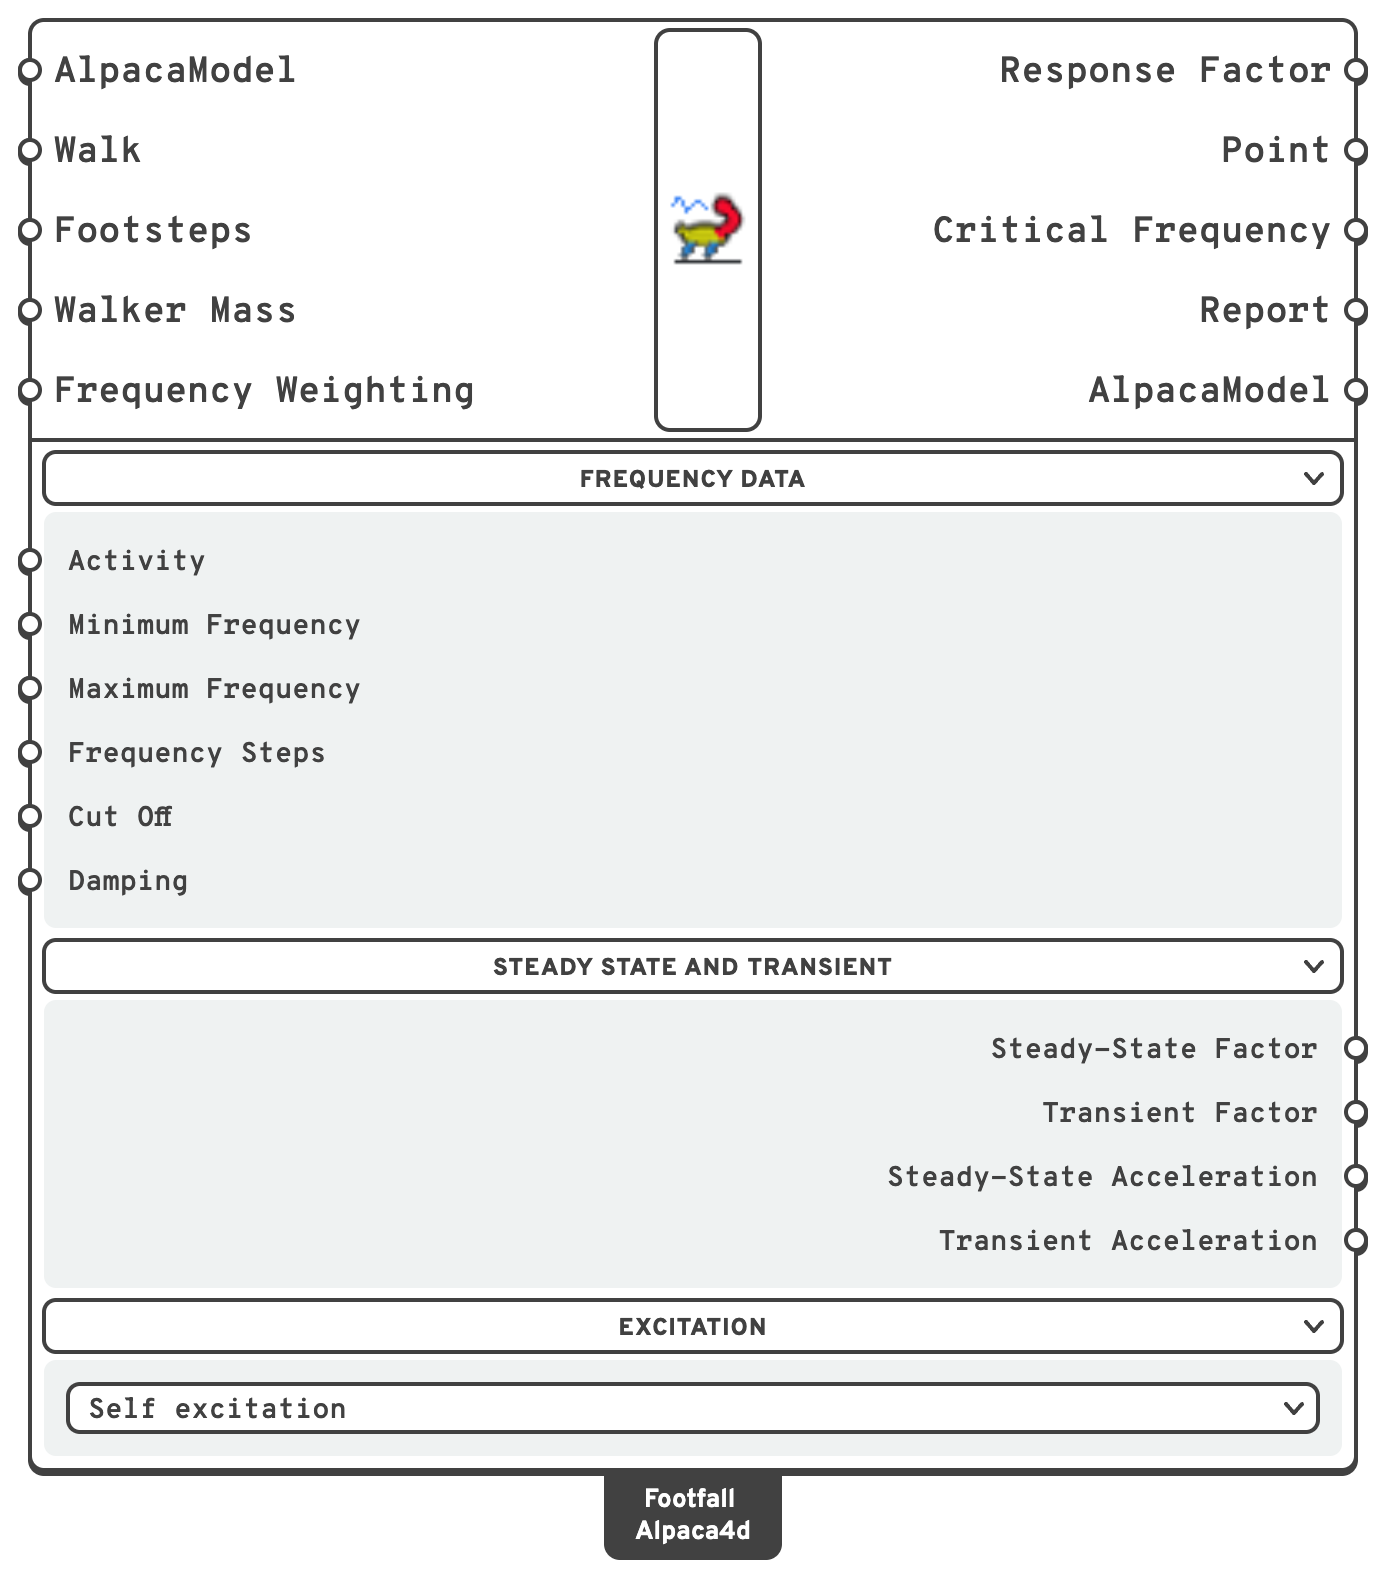 AlpacaModel
Response Factor
Walk
Point
Footsteps
Critical Frequency
Walker Mass
Report
Frequency Weighting
AlpacaModel
FREQUENCY DATA
Activity
Minimum Frequency
Maximum Frequency
Frequency Steps
Cut Off
Damping
STEADY STATE AND TRANSIENT
Steady-State Factor
Transient Factor
Steady-State Acceleration
Transient Acceleration
EXCITATION
Self excitation
Footfall
Alpaca4d